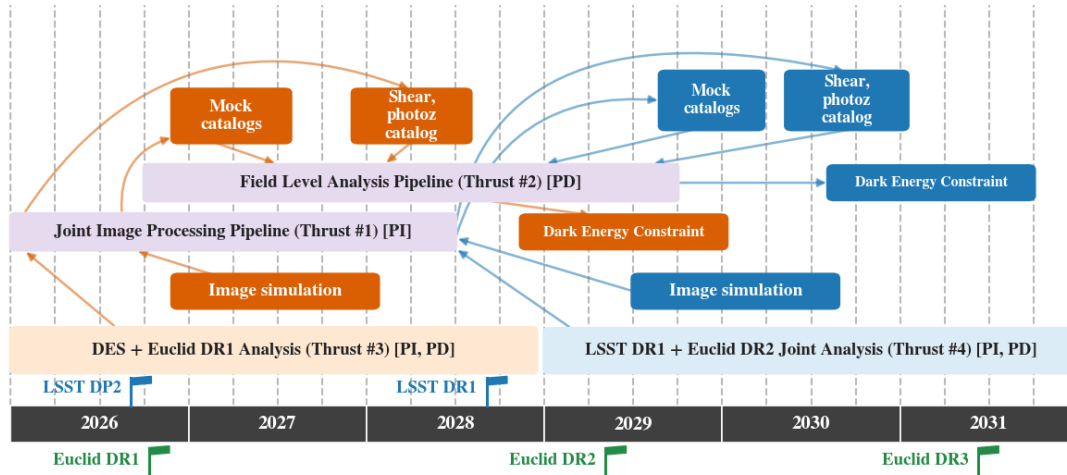 Mock
catalogs
Shear,
photoz
catalog
Mock
catalogs
Shear,
photoz
catalog
Field Level Analysis Pipeline (Thrust #2) [PD]
Dark Energy Constraint
Joint Image Processing Pipeline (Thrust #1) [PI]
Dark Energy Constraint
Image simulation
Image simulation
DES + Euclid DR1 Analysis (Thrust #3) [PI, PD]
LSST DR1 + Euclid DR2 Joint Analysis (Thrust #4) [PI, PD]
LSST DP2
LSST DR1
2026
2027
2028
2029
2030
2031
Euclid DR1
Euclid DR2
Euclid DR3